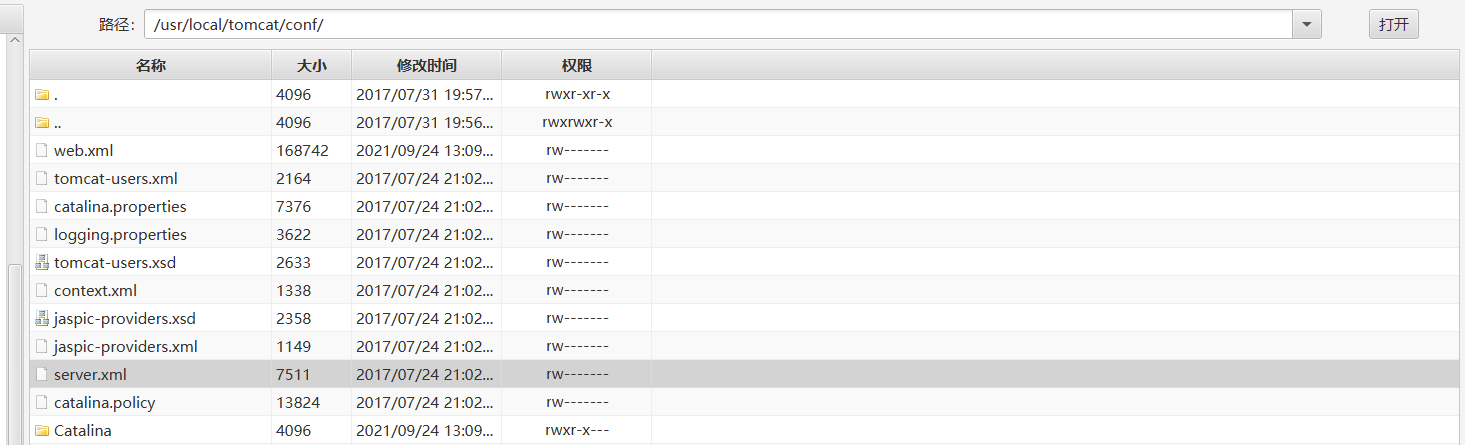 路径： /usr/local/tomcat/conf/ 打开
名称 大小 修改时间 权限
. 4096 2017/07/31 19:57... rwxr-xr-x
.. 4096 2017/07/31 19:56... rwxrwxr-x
web.xml 168742 2021/09/24 13:09... rw-------
tomcat-users.xml 2164 2017/07/24 21:02... rw-------
catalina.properties 7376 2017/07/24 21:02... rw-------
logging.properties 3622 2017/07/24 21:02... rw-------
tomcat-users.xsd 2633 2017/07/24 21:02... rw-------
context.xml 1338 2017/07/24 21:02... rw-------
jaspic-providers.xsd 2358 2017/07/24 21:02... rw-------
jaspic-providers.xml 1149 2017/07/24 21:02... rw-------
server.xml 7511 2017/07/24 21:02... rw-------
catalina.policy 13824 2017/07/24 21:02... rw-------
Catalina 4096 2021/09/24 13:09... rwxr-x---